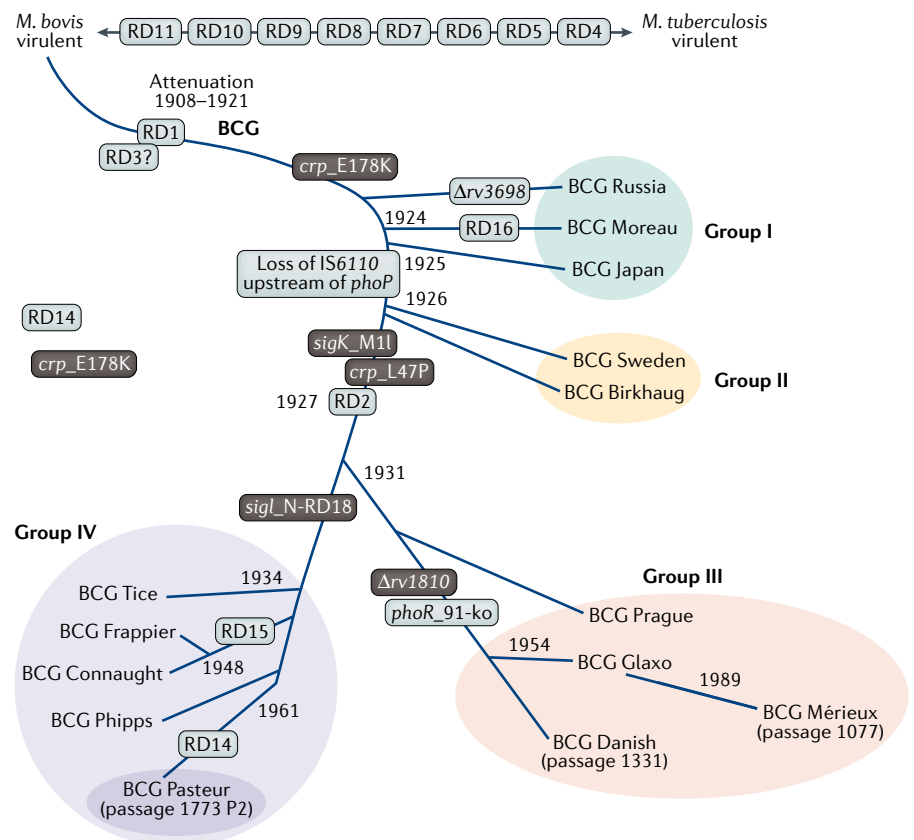 M. bovis
virulent
RD11
RD10
RD9
RD8
RD7
RD6
RD5
RD4
M. tuberculosis
virulent
Attenuation
1908–1921
BCG
RD1
RD3?
crp_E178K
Δrv3698
BCG Russia
1924
RD16
BCG Moreau
Group I
BCG Japan
Loss of IS6110
upstream of phoP
1925
1926
RD14
crp_E178K
sigK_M1l
crp_L47P
1927
RD2
BCG Sweden
BCG Birkhaug
Group II
1931
sigl_N-RD18
Group IV
1934
BCG Tice
BCG Frappier
RD15
BCG Connaught
1948
BCG Phipps
1961
RD14
BCG Pasteur
(passage 1773 P2)
Δrv1810
phoR_91-ko
Group III
BCG Prague
1954
BCG Glaxo
1989
BCG Mérieux
(passage 1077)
BCG Danish
(passage 1331)